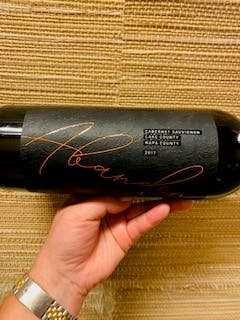 CABERNET SAUVIGNON
LAKE COUNTY
NAPA COUNTY
2017